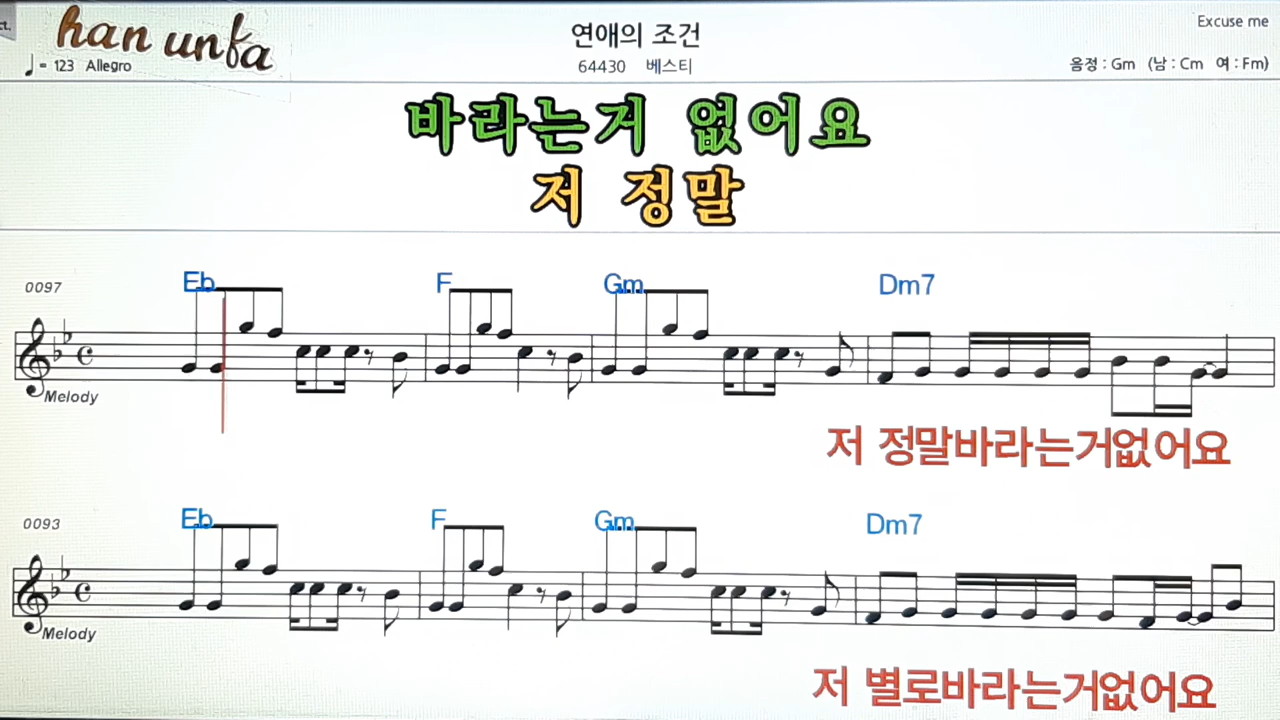 ct.
han unfa
연애의 조건
Excuse me
♩= 123 Allegro
64430 베스티
음정 : Gm (남 : Cm 여 : Fm)
바라는거 없어요
저 정말
0097
Eb F Gm Dm7
Melody
저 정말바라는거없어요
0093
Eb F Gm Dm7
Melody
저 별로바라는거없어요